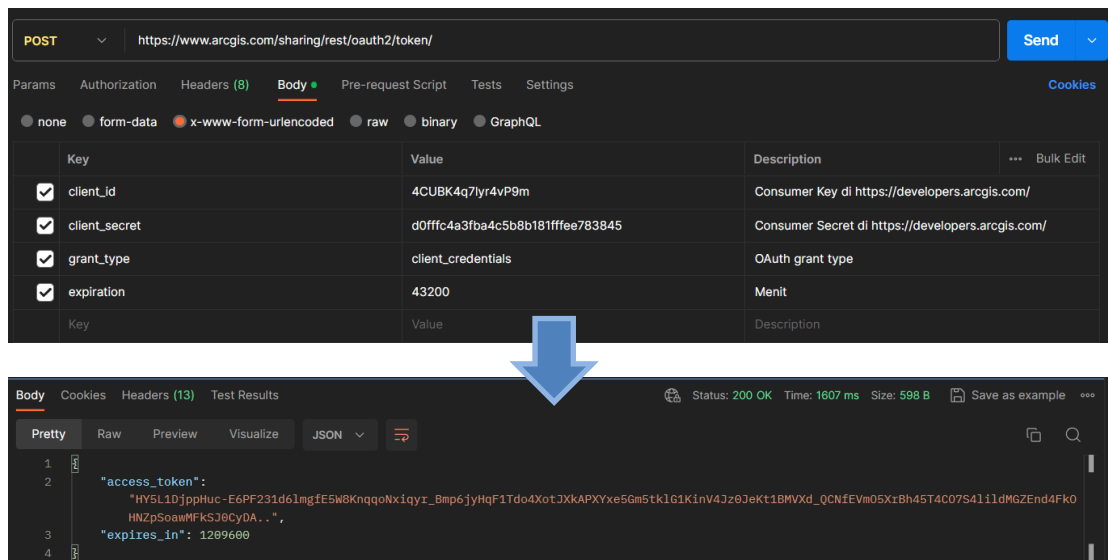 POST https://www.arcgis.com/sharing/rest/oauth2/token/ Send
Params Authorization Headers (8) Body Pre-request Script Tests Settings Cookies
none form-data x-www-form-urlencoded raw binary GraphQL
Key Value Description ••• Bulk Edit
client_id 4CUBK4q7lyr4vP9m Consumer Key di https://developers.arcgis.com/
client_secret d0fffc4a3fba4c5b8b181fffee783845 Consumer Secret di https://developers.arcgis.com/
grant_type client_credentials OAuth grant type
expiration 43200 Menit
Key Value Description
Body Cookies Headers (13) Test Results Status: 200 OK Time: 1607 ms Size: 598 B Save as example •••
Pretty Raw Preview Visualize JSON
1 {
2 "access_token":
"HY5L1DjppHuc-E6PF231d6lmgfE5W8KnqqoNxiqyr_Bmp6jyHqF1Tdo4XotJXkAPXYxe5Gm5tklG1KinV4Jz0JeKt1BMVXd_QCNfEVmO5XrBh45T4CO7S4lildMGZEnd4FkO
HNZpSoawMFkSJ0CyDA..",
3 "expires_in": 1209600
4 }